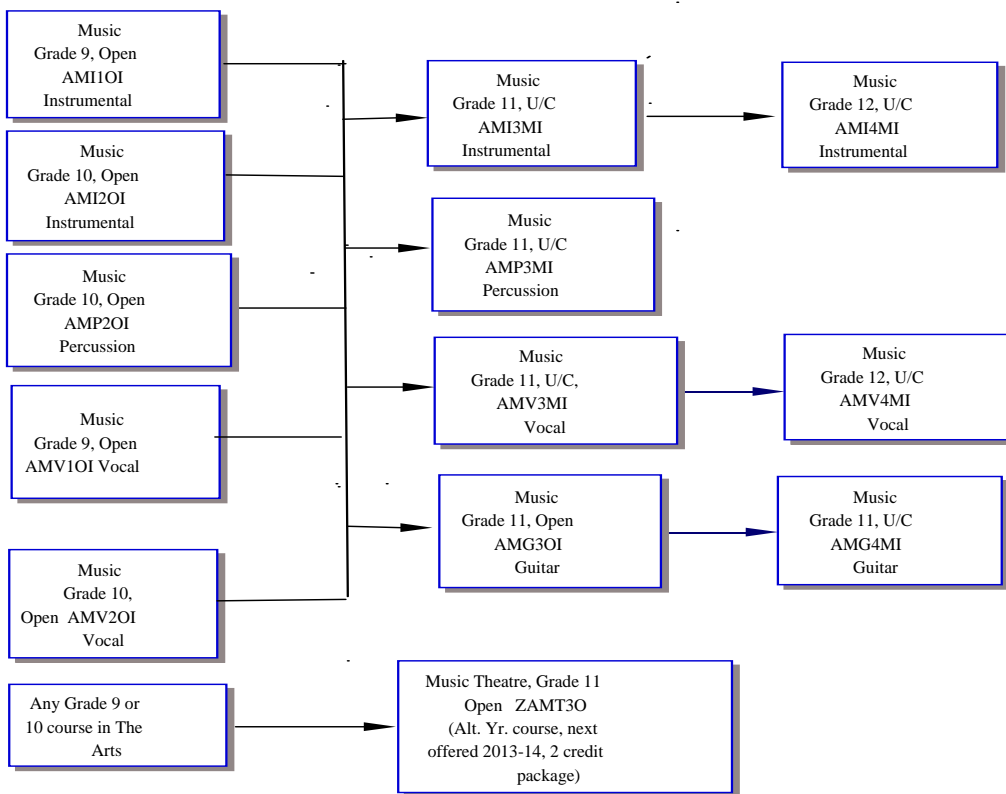 Music
Grade 9, Open
AMI1OI
Instrumental
Music
Grade 10, Open
AMI2OI
Instrumental
Music
Grade 10, Open
AMP2OI
Percussion
Music
Grade 9, Open
AMV1OI Vocal
Music
Grade 10,
Open AMV2OI
Vocal
Any Grade 9 or
10 course in The
Arts
Music
Grade 11, U/C
AMI3MI
Instrumental
Music
Grade 11, U/C
AMP3MI
Percussion
Music
Grade 11, U/C,
AMV3MI
Vocal
Music
Grade 11, Open
AMG3OI
Guitar
Music Theatre, Grade 11
Open ZAMT3O
(Alt. Yr. course, next
offered 2013-14, 2 credit
package)
Music
Grade 12, U/C
AMI4MI
Instrumental
Music
Grade 12, U/C
AMV4MI
Vocal
Music
Grade 11, U/C
AMG4MI
Guitar